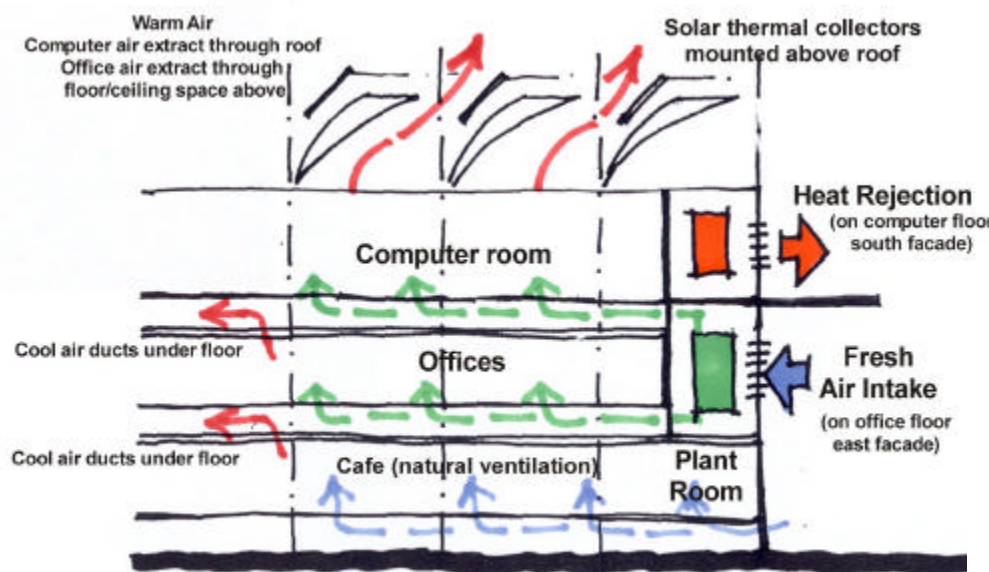 Warm Air
Computer air extract through roof
Office air extract through
floor/ceiling space above
Solar thermal collectors
mounted above roof
Heat Rejection
(on computer floor
south facade)
Computer room
Cool air ducts under floor
Offices
Fresh
Air Intake
(on office floor
east facade)
Cool air ducts under floor
Cafe (natural ventilation)
Plant
Room